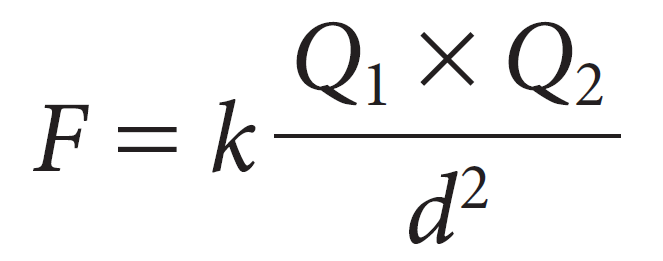 F = k Q₁ × Q₂ / d²